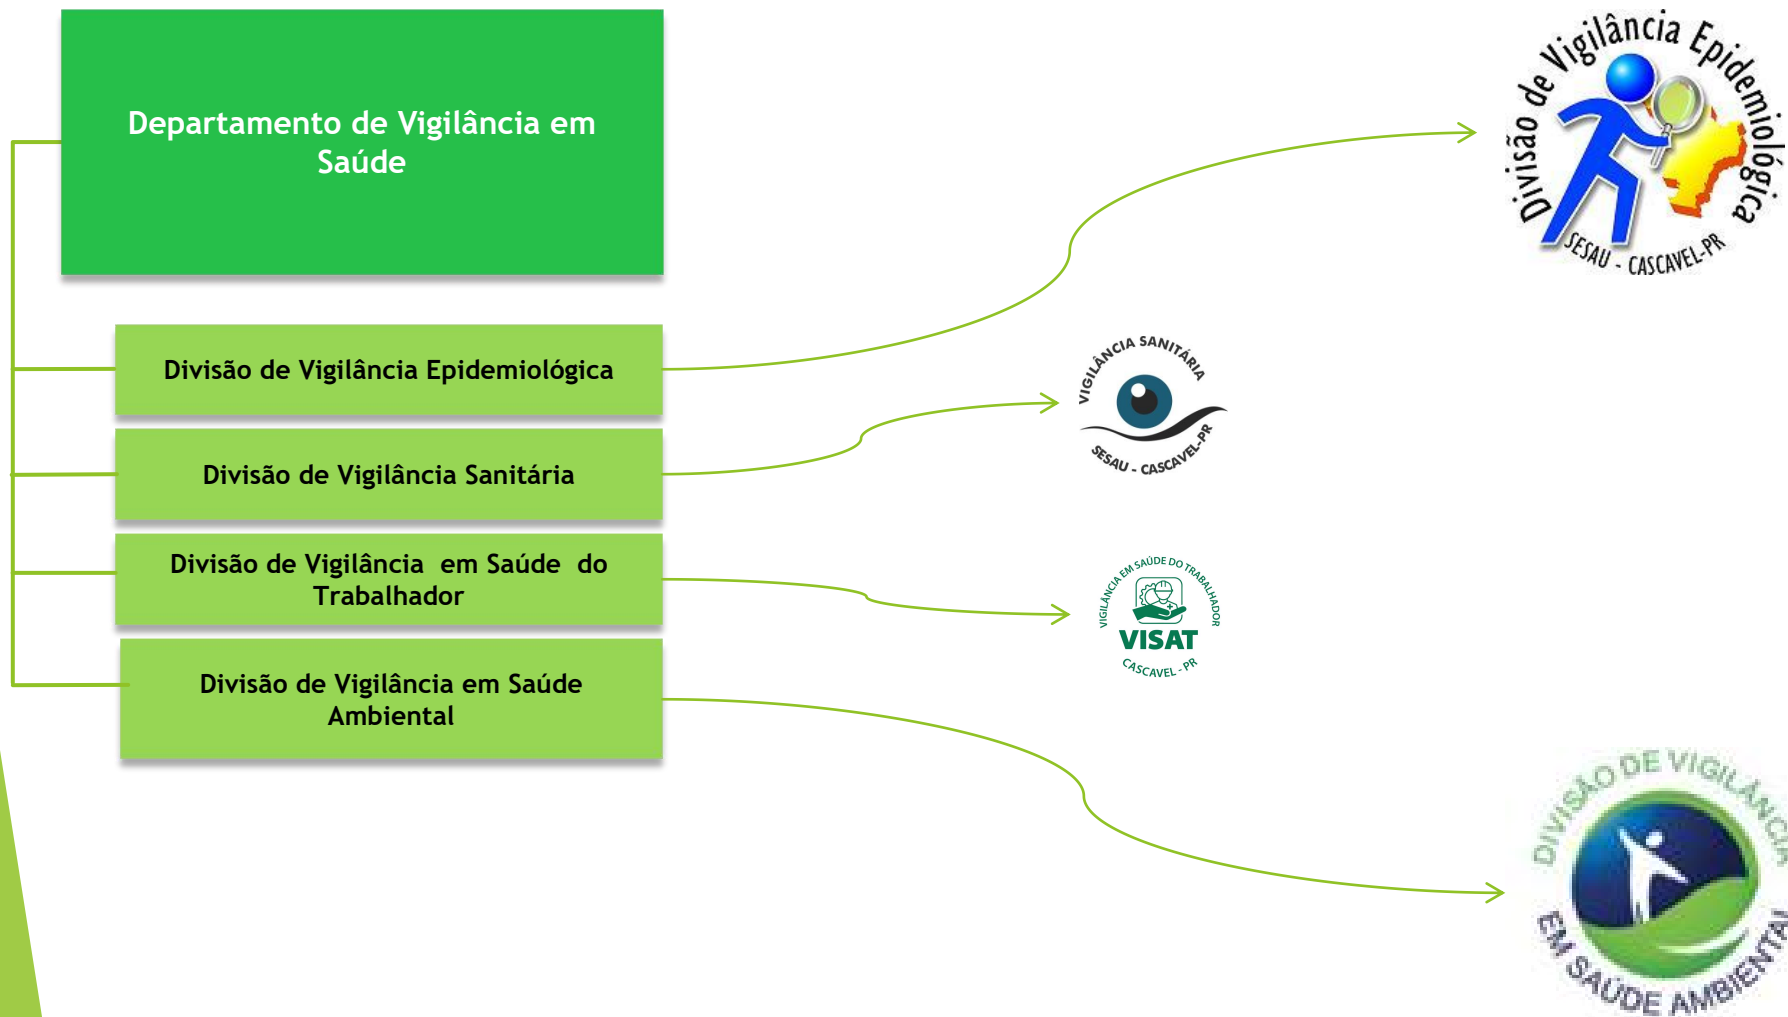 Departamento de Vigilância em
Saúde
Divisão de Vigilância Epidemiológica
Divisão de Vigilância Sanitária
Divisão de Vigilância em Saúde do
Trabalhador
Divisão de Vigilância em Saúde
Ambiental
Divisão de Vigilância Epidemiológica
SESAU - CASCAVEL-PR
VIGILÂNCIA SANITÁRIA
SESAU - CASCAVEL-PR
VIGILÂNCIA EM SAÚDE DO TRABALHADOR
VISAT
CASCAVEL - PR
DIVISÃO DE VIGILÂNCIA
EM SAÚDE AMBIENTAL